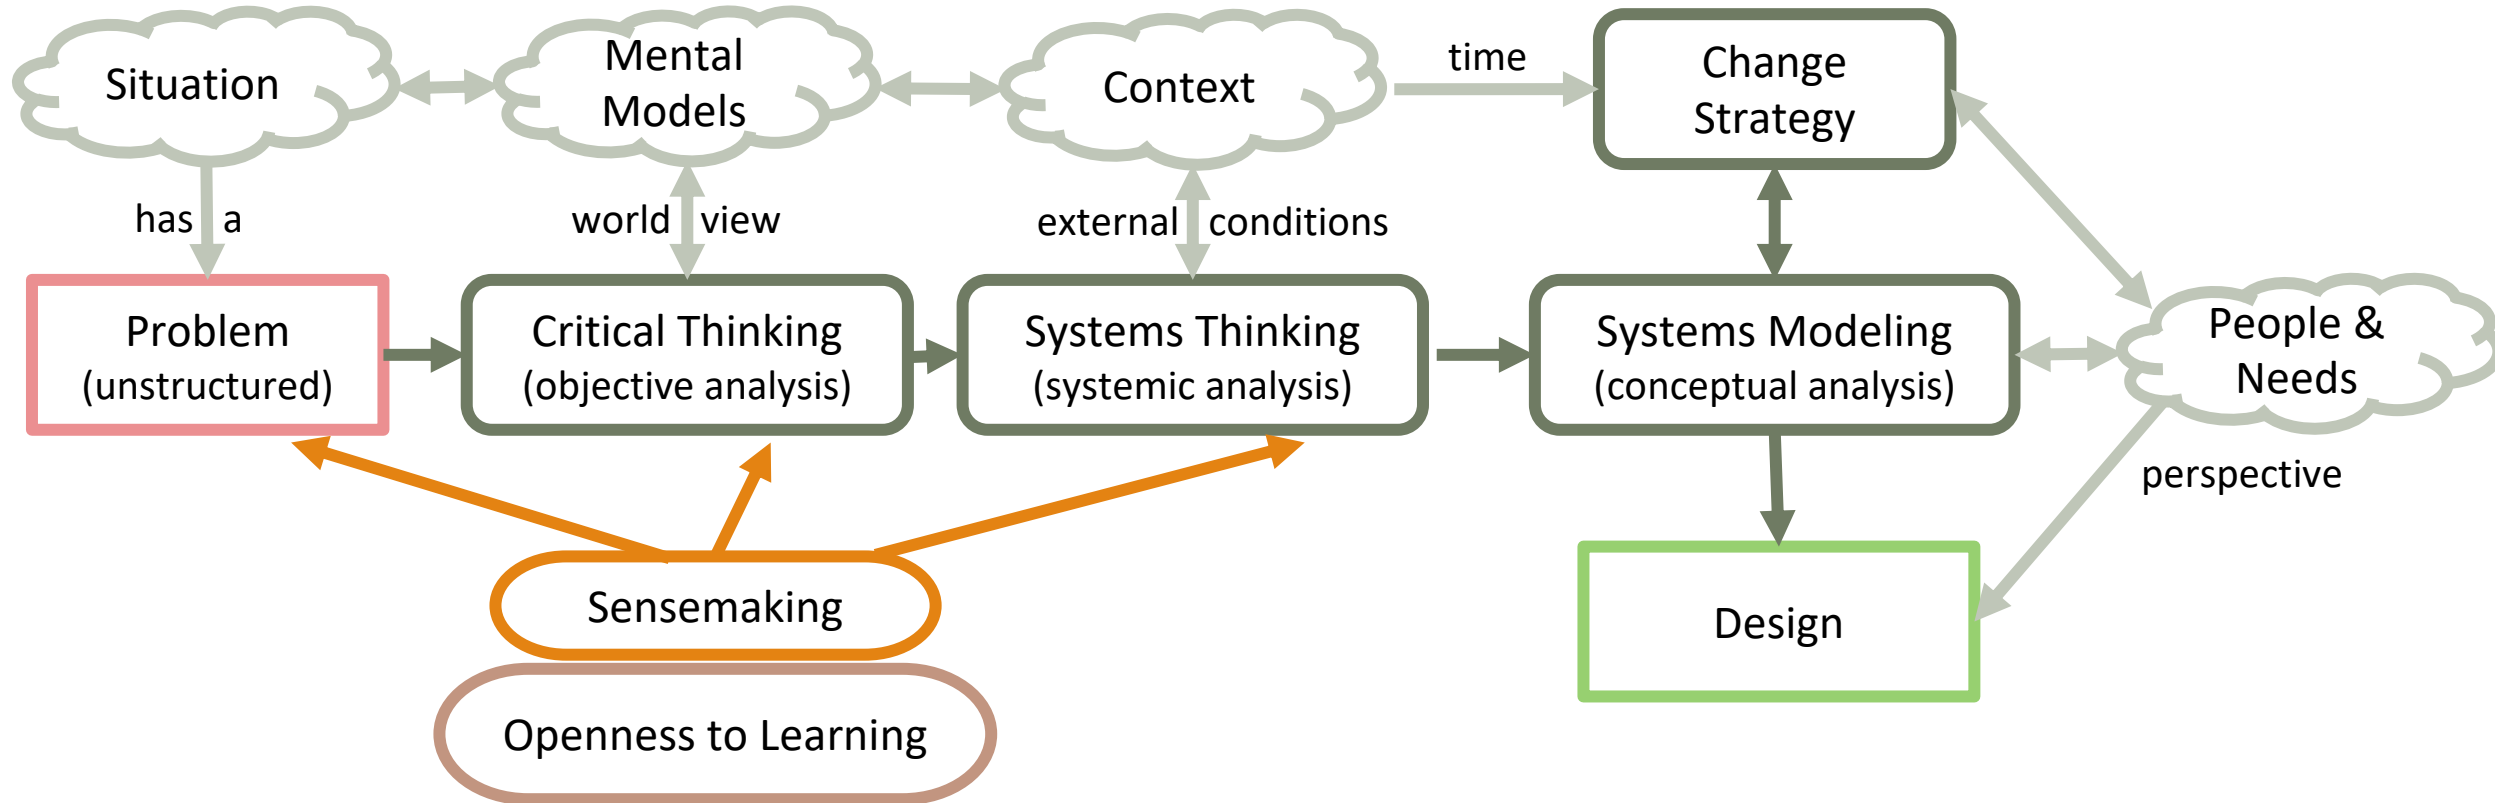 Situation
Mental
Models
Context
time
Change
Strategy
has a
world view
external conditions
Problem
(unstructured)
Critical Thinking
(objective analysis)
Systems Thinking
(systemic analysis)
Systems Modeling
(conceptual analysis)
People &
Needs
perspective
Sensemaking
Design
Openness to Learning